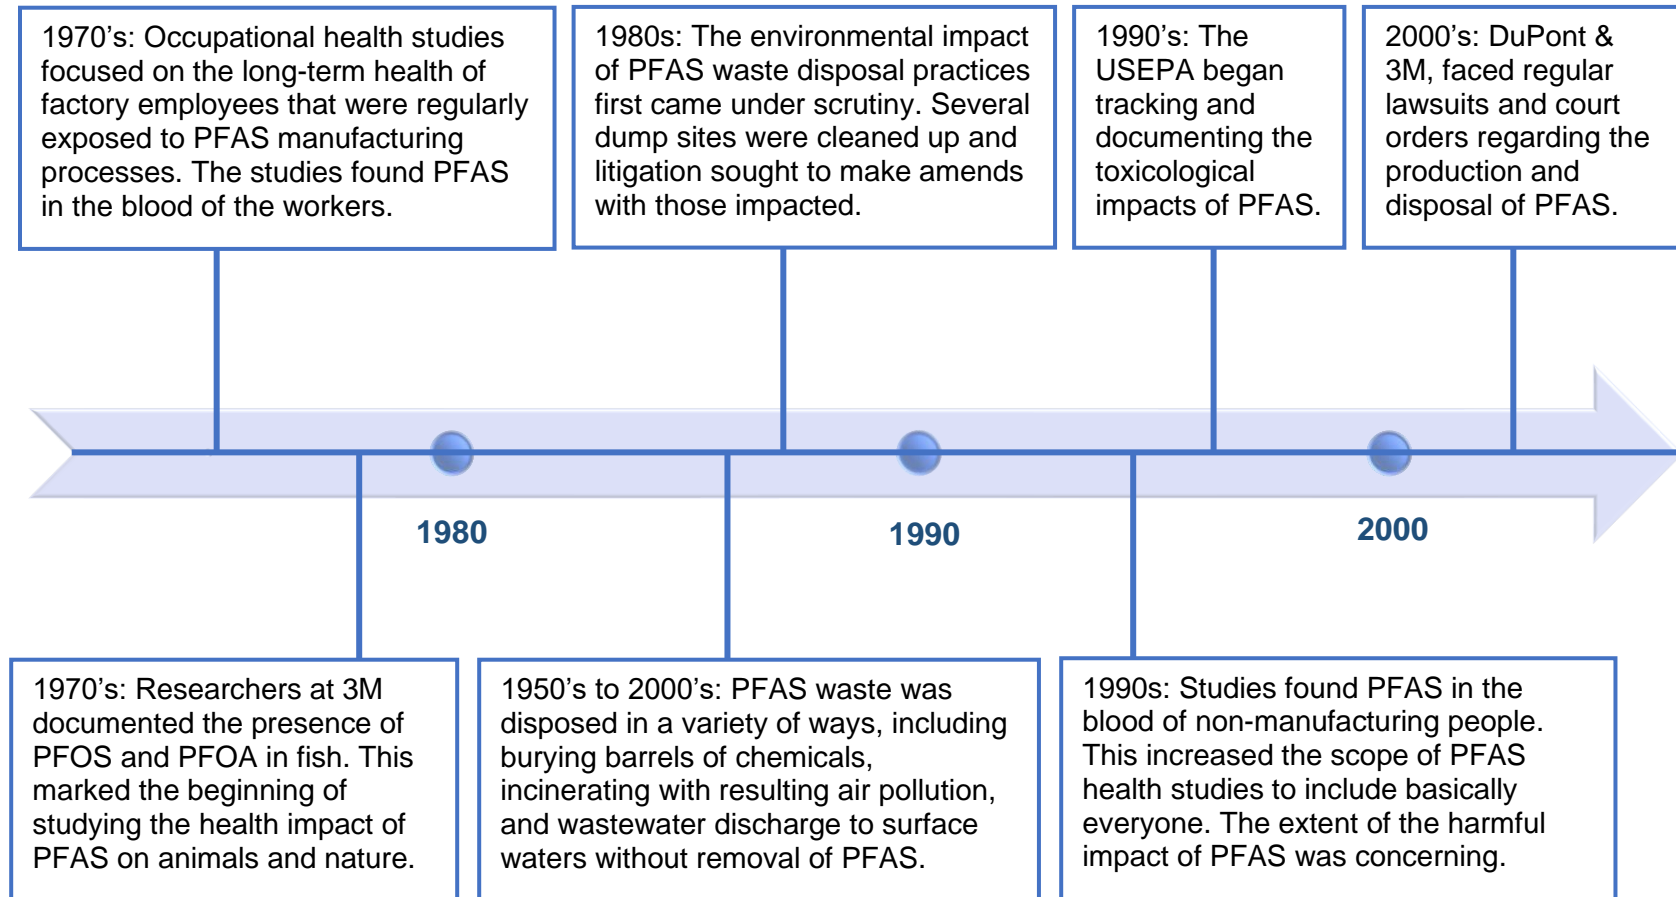 1970's: Occupational health studies
focused on the long-term health of
factory employees that were regularly
exposed to PFAS manufacturing
processes. The studies found PFAS
in the blood of the workers.
1980s: The environmental impact
of PFAS waste disposal practices
first came under scrutiny. Several
dump sites were cleaned up and
litigation sought to make amends
with those impacted.
1990's: The
USEPA began
tracking and
documenting the
toxicological
impacts of PFAS.
2000's: DuPont &
3M, faced regular
lawsuits and court
orders regarding the
production and
disposal of PFAS.
1980
1990
2000
1970's: Researchers at 3M
documented the presence of
PFOS and PFOA in fish. This
marked the beginning of
studying the health impact of
PFAS on animals and nature.
1950's to 2000's: PFAS waste was
disposed in a variety of ways, including
burying barrels of chemicals,
incinerating with resulting air pollution,
and wastewater discharge to surface
waters without removal of PFAS.
1990s: Studies found PFAS in the
blood of non-manufacturing people.
This increased the scope of PFAS
health studies to include basically
everyone. The extent of the harmful
impact of PFAS was concerning.